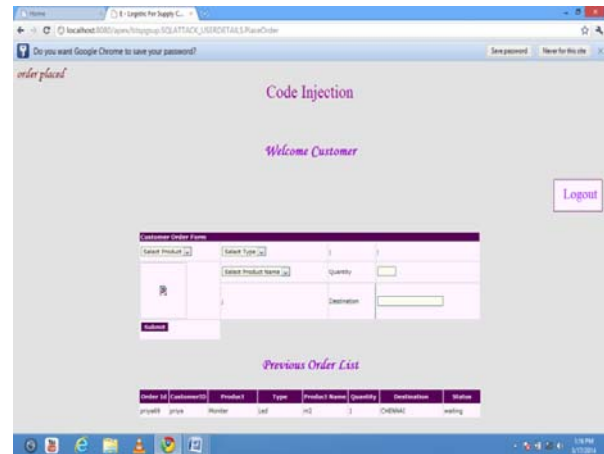 Home
E - Logistic For Supply C...
localhost:8080/apex/
Do you want Google Chrome to save your password?
Save password
Never for this site
order placed
Code Injection
Welcome Customer
Logout
Customer Order Form
Select Product
Select Type
Select Product Name
Quantity
Destination
Submit
Previous Order List
Order Id CustomerID Product Type Product Name Quantity Destination Status
priya Led 1 CHENNAI waiting